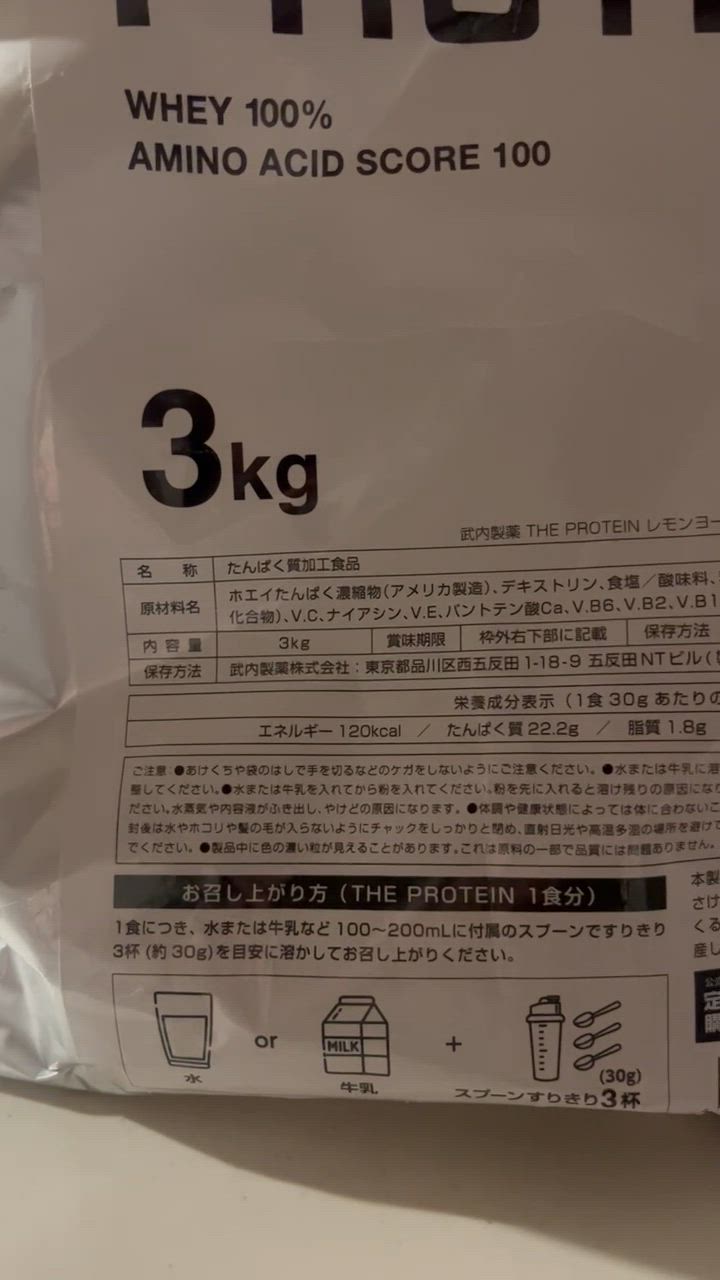 WHEY 100%
AMINO ACID SCORE 100
3kg
武内製薬 THE PROTEIN レモンヨー
名 称 たんぱく質加工食品
原材料名 ホエイたんぱく濃縮物(アメリカ製造)、デキストリン、食塩／酸味料、
化合物)、V.C、ナイアシン、V.E、パントテン酸Ca、V.B6、V.B2、V.B1
内 容 量 3kg 賞味期限 枠外右下部に記載 保存方法
保存方法 武内製薬株式会社：東京都品川区西五反田 1-18-9 五反田NTビル(
栄養成分表示（1食 30g あたりの
エネルギー 120kcal ／ たんぱく質 22.2g ／ 脂質 1.8g
ご注意:●あけくちや袋のはしで手を切るなどのケガをしないようにご注意ください。●水または牛乳に溶
整してください。●水または牛乳を入れてから粉を入れてください。粉を先に入れると溶け残りの原因にな
ださい。水蒸気や内容液がふき出し、やけどの原因になります。●体調や健康状態によっては体に合わないこ
封後は水やホコリや髪の毛が入らないようにチャックをしっかりと閉め、直射日光や高温多湿の場所を避けて
でください。●製品中に色の濃い粒が見えることがあります。これは原料の一部で品質には問題ありません。
お召し上がり方（THE PROTEIN 1食分）
1食につき、水または牛乳など 100～200mLに付属のスプーンですりきり
3杯 (約 30g)を目安に溶かしてお召し上がりください。
本製
さけ
くる
産し
水
or
MILK
牛乳
+
(30g)
スプーンすりきり3杯